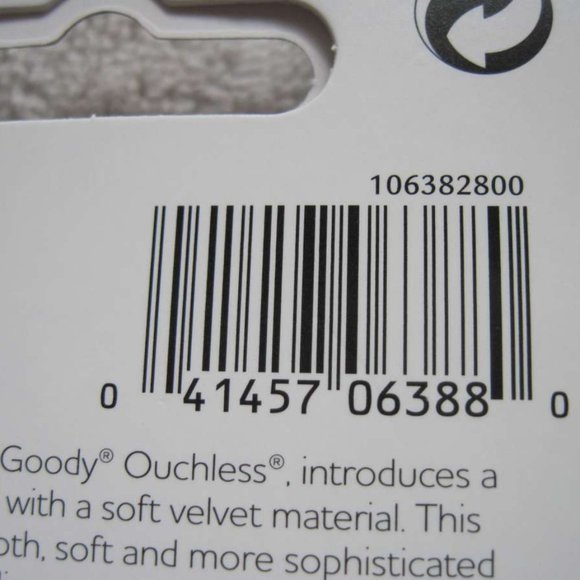 106382800
0 41457 06388 0
Goody® Ouchless®, introduces a
with a soft velvet material. This
soft and more sophisticated